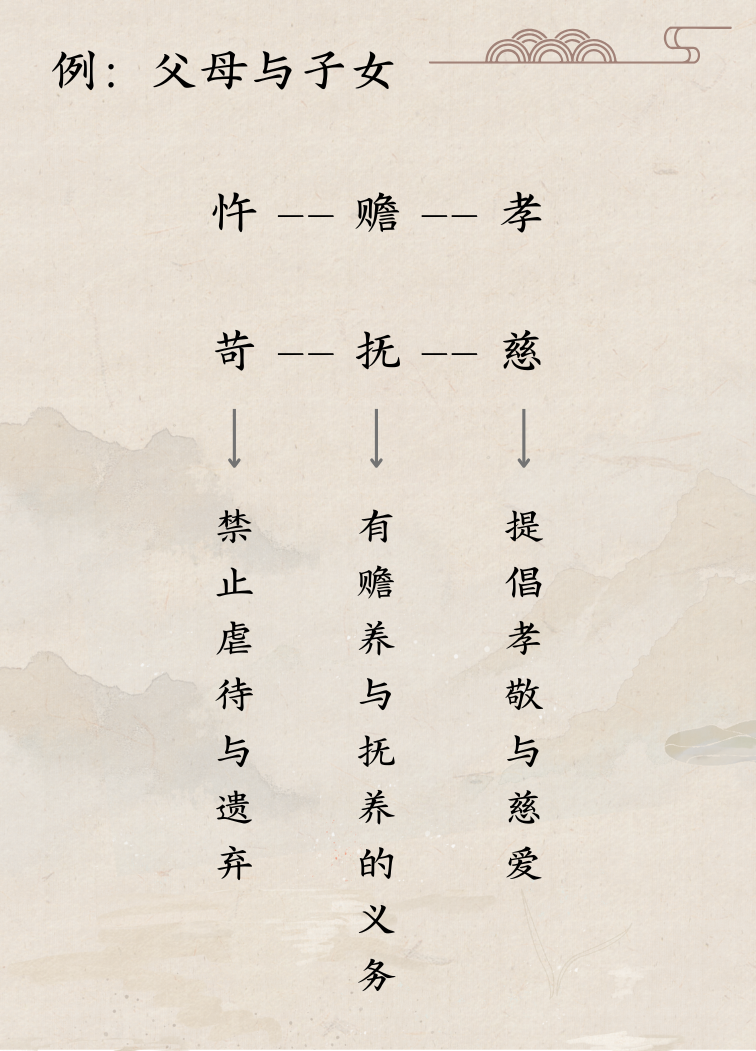 例：父母与子女
忤 —— 赡 —— 孝
苛 —— 抚 —— 慈
禁止虐待与遗弃
有赡养与抚养的义务
提倡孝敬与慈爱